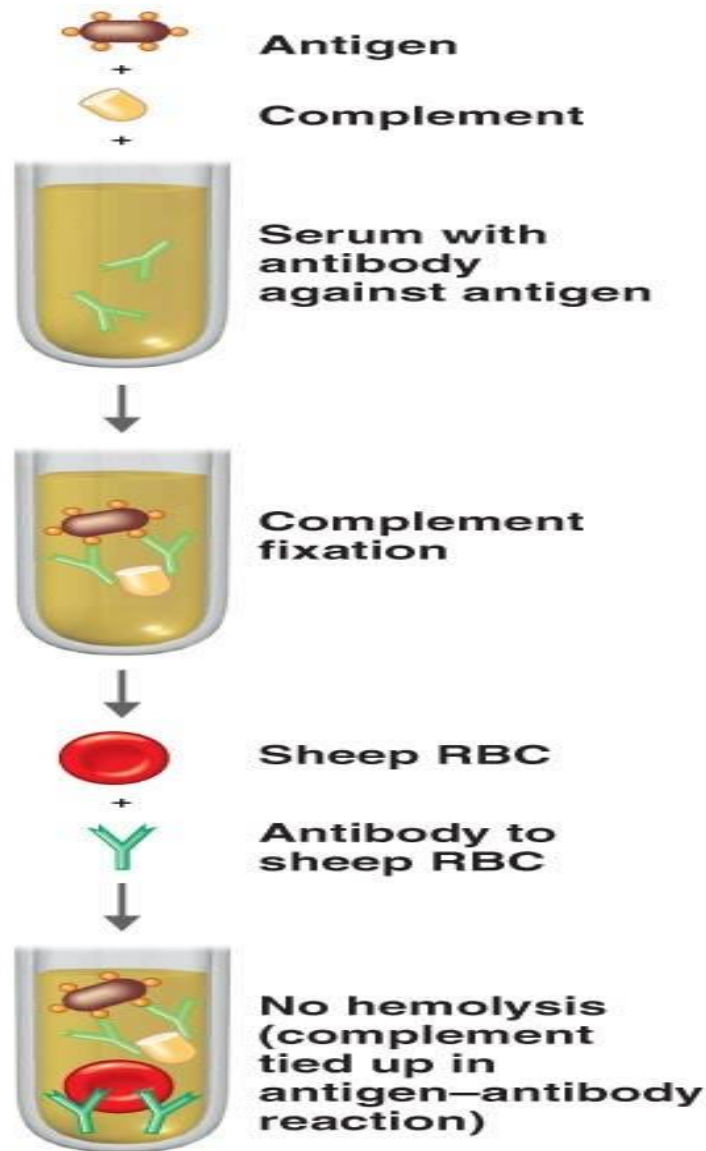 Antigen
+
Complement
+
Serum with
antibody
against antigen
Complement
fixation
Sheep RBC
+
Antibody to
sheep RBC
No hemolysis
(complement
tied up in
antigen–antibody
reaction)